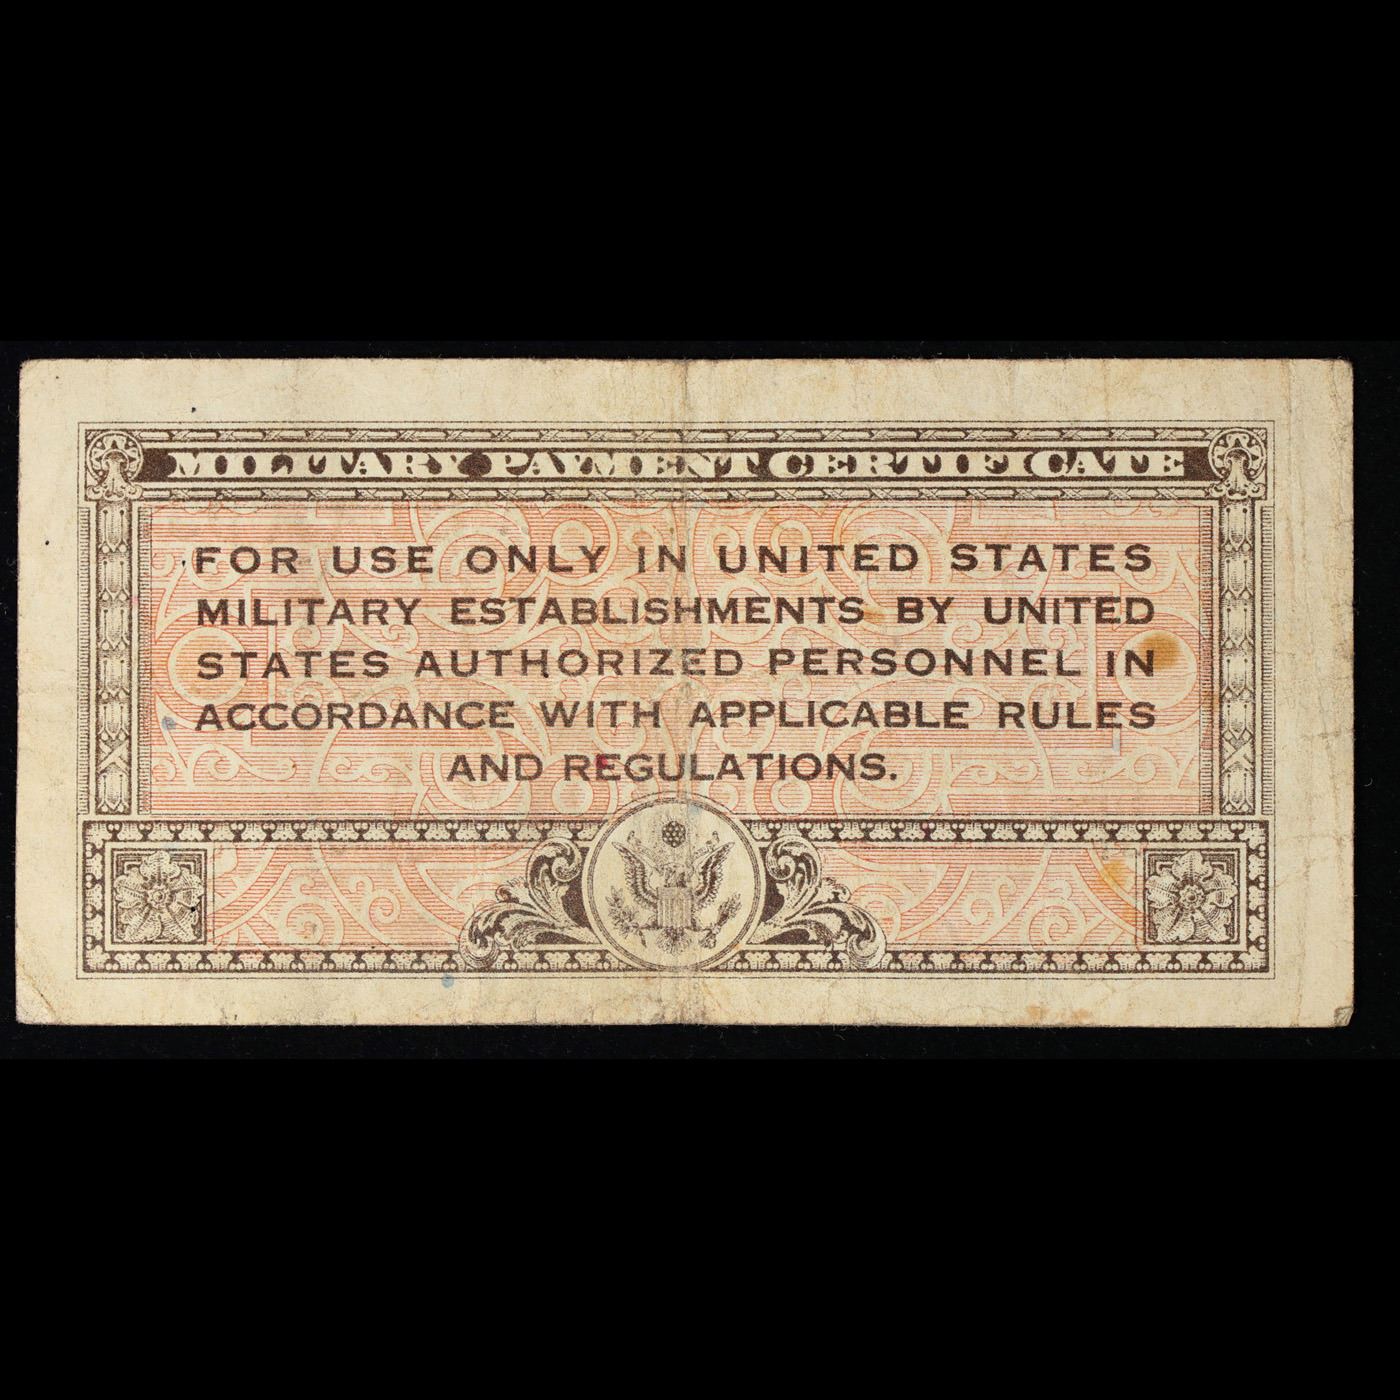 MILITARY PAYMENT CERTIFICATE
FOR USE ONLY IN UNITED STATES
MILITARY ESTABLISHMENTS BY UNITED
STATES AUTHORIZED PERSONNEL IN
ACCORDANCE WITH APPLICABLE RULES
AND REGULATIONS.